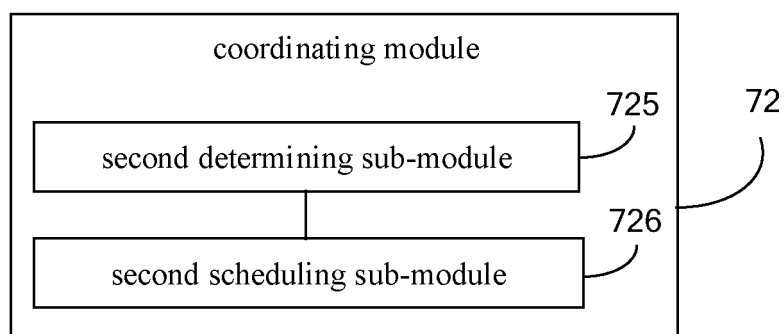 coordinating module
725
72
second determining sub-module
726
second scheduling sub-module